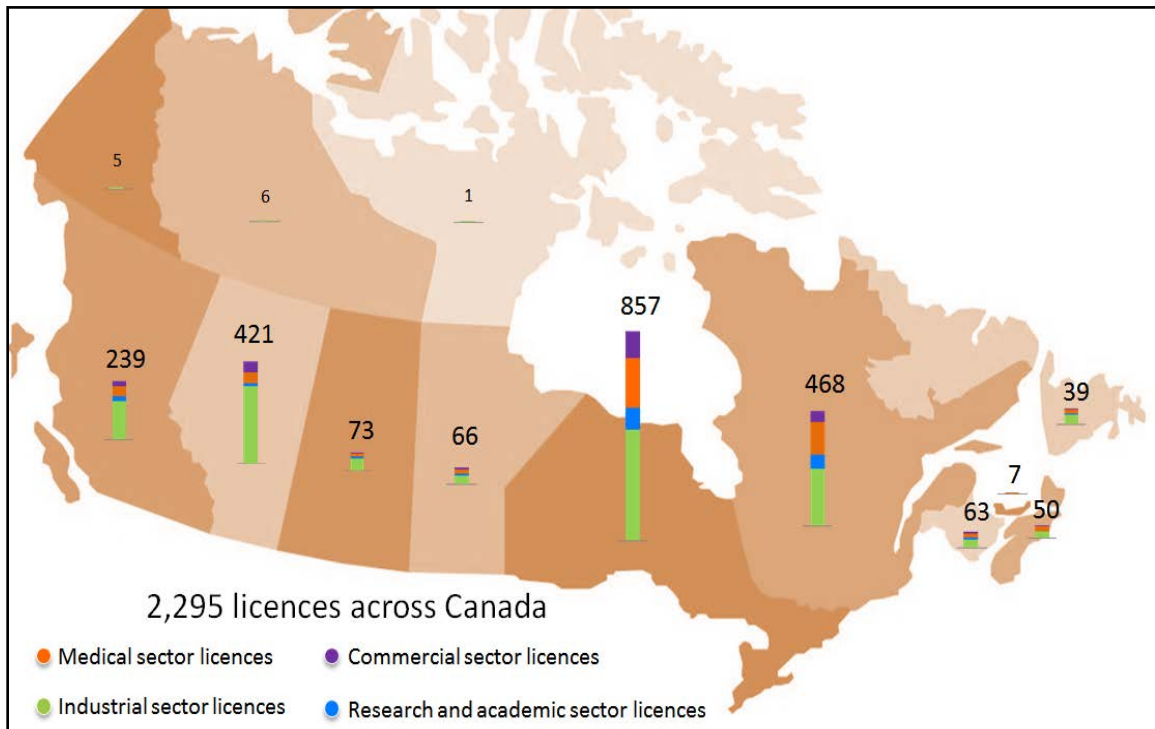 5
6
1
857
421
239
468
39
73
66
7
63
50
2,295 licences across Canada
Medical sector licences
Commercial sector licences
Industrial sector licences
Research and academic sector licences